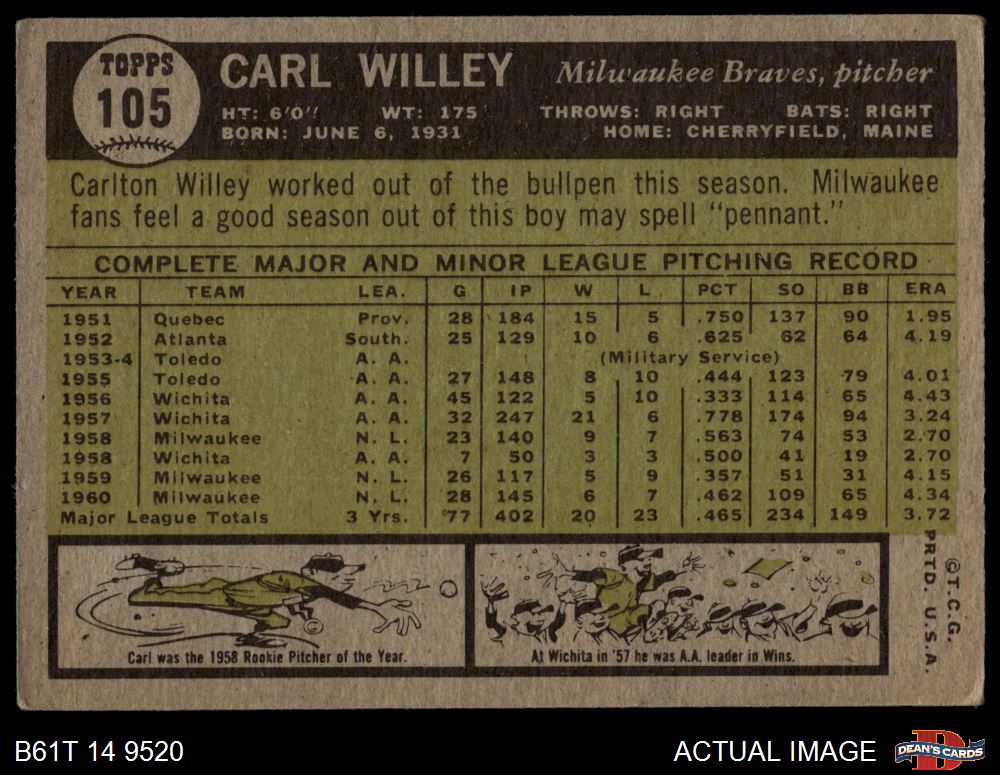 TOPPS
105
CARL WILLEY Milwaukee Braves, pitcher
HT: 6'0" WT: 175 THROWS: RIGHT BATS: RIGHT
BORN: JUNE 6, 1931 HOME: CHERRYFIELD, MAINE
Carlton Willey worked out of the bullpen this season. Milwaukee
fans feel a good season out of this boy may spell "pennant."
COMPLETE MAJOR AND MINOR LEAGUE PITCHING RECORD
YEAR TEAM LEA. G IP W L PCT SO BB ERA
1951 Quebec Prov. 28 184 15 5 .750 137 90 1.95
1952 Atlanta South. 25 129 10 6 .625 62 64 4.19
1953-4 Toledo A. A. (Military Service)
1955 Toledo A. A. 27 148 8 10 .444 123 79 4.01
1956 Wichita A. A. 45 122 5 10 .333 114 65 4.43
1957 Wichita A. A. 32 247 21 6 .778 174 94 3.24
1958 Milwaukee N. L. 23 140 9 7 .563 74 53 2.70
1958 Wichita A. A. 7 50 3 3 .500 41 19 2.70
1959 Milwaukee N. L. 26 117 5 9 .357 51 31 4.15
1960 Milwaukee N. L. 28 145 6 7 .462 109 65 4.34
Major League Totals 3 Yrs. 77 402 20 23 .465 234 149 3.72
Carl was the 1958 Rookie Pitcher of the Year.
At Wichita in '57 he was A.A. leader in Wins.
©T.C.G.
PRTD. U.S.A.
B61T 14 9520
ACTUAL IMAGE
DEAN'S CARDS